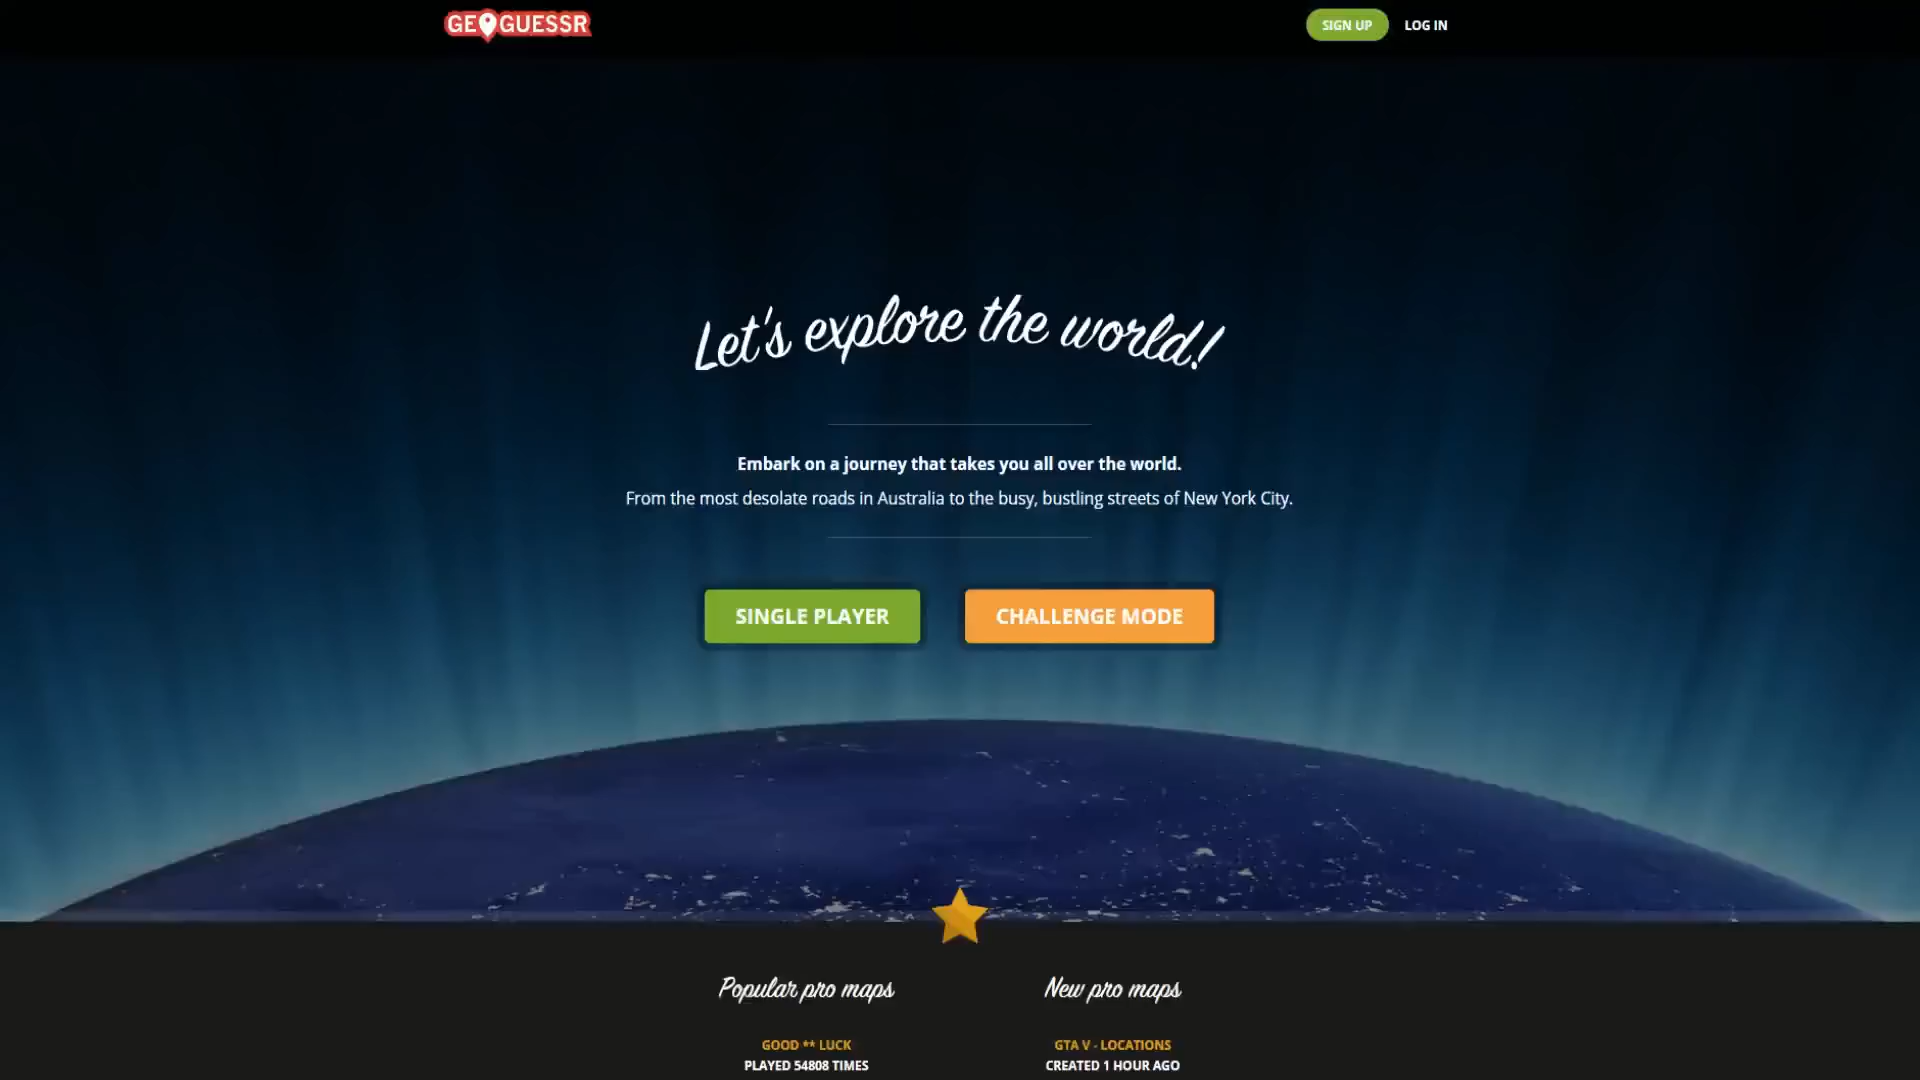 GEOGUESSR
SIGN UP
LOG IN
Let's explore the world!
Embark on a journey that takes you all over the world.
From the most desolate roads in Australia to the busy, bustling streets of New York City.
SINGLE PLAYER
CHALLENGE MODE
Popular pro maps
GOOD ** LUCK
PLAYED 54808 TIMES
New pro maps
GTA V - LOCATIONS
CREATED 1 HOUR AGO